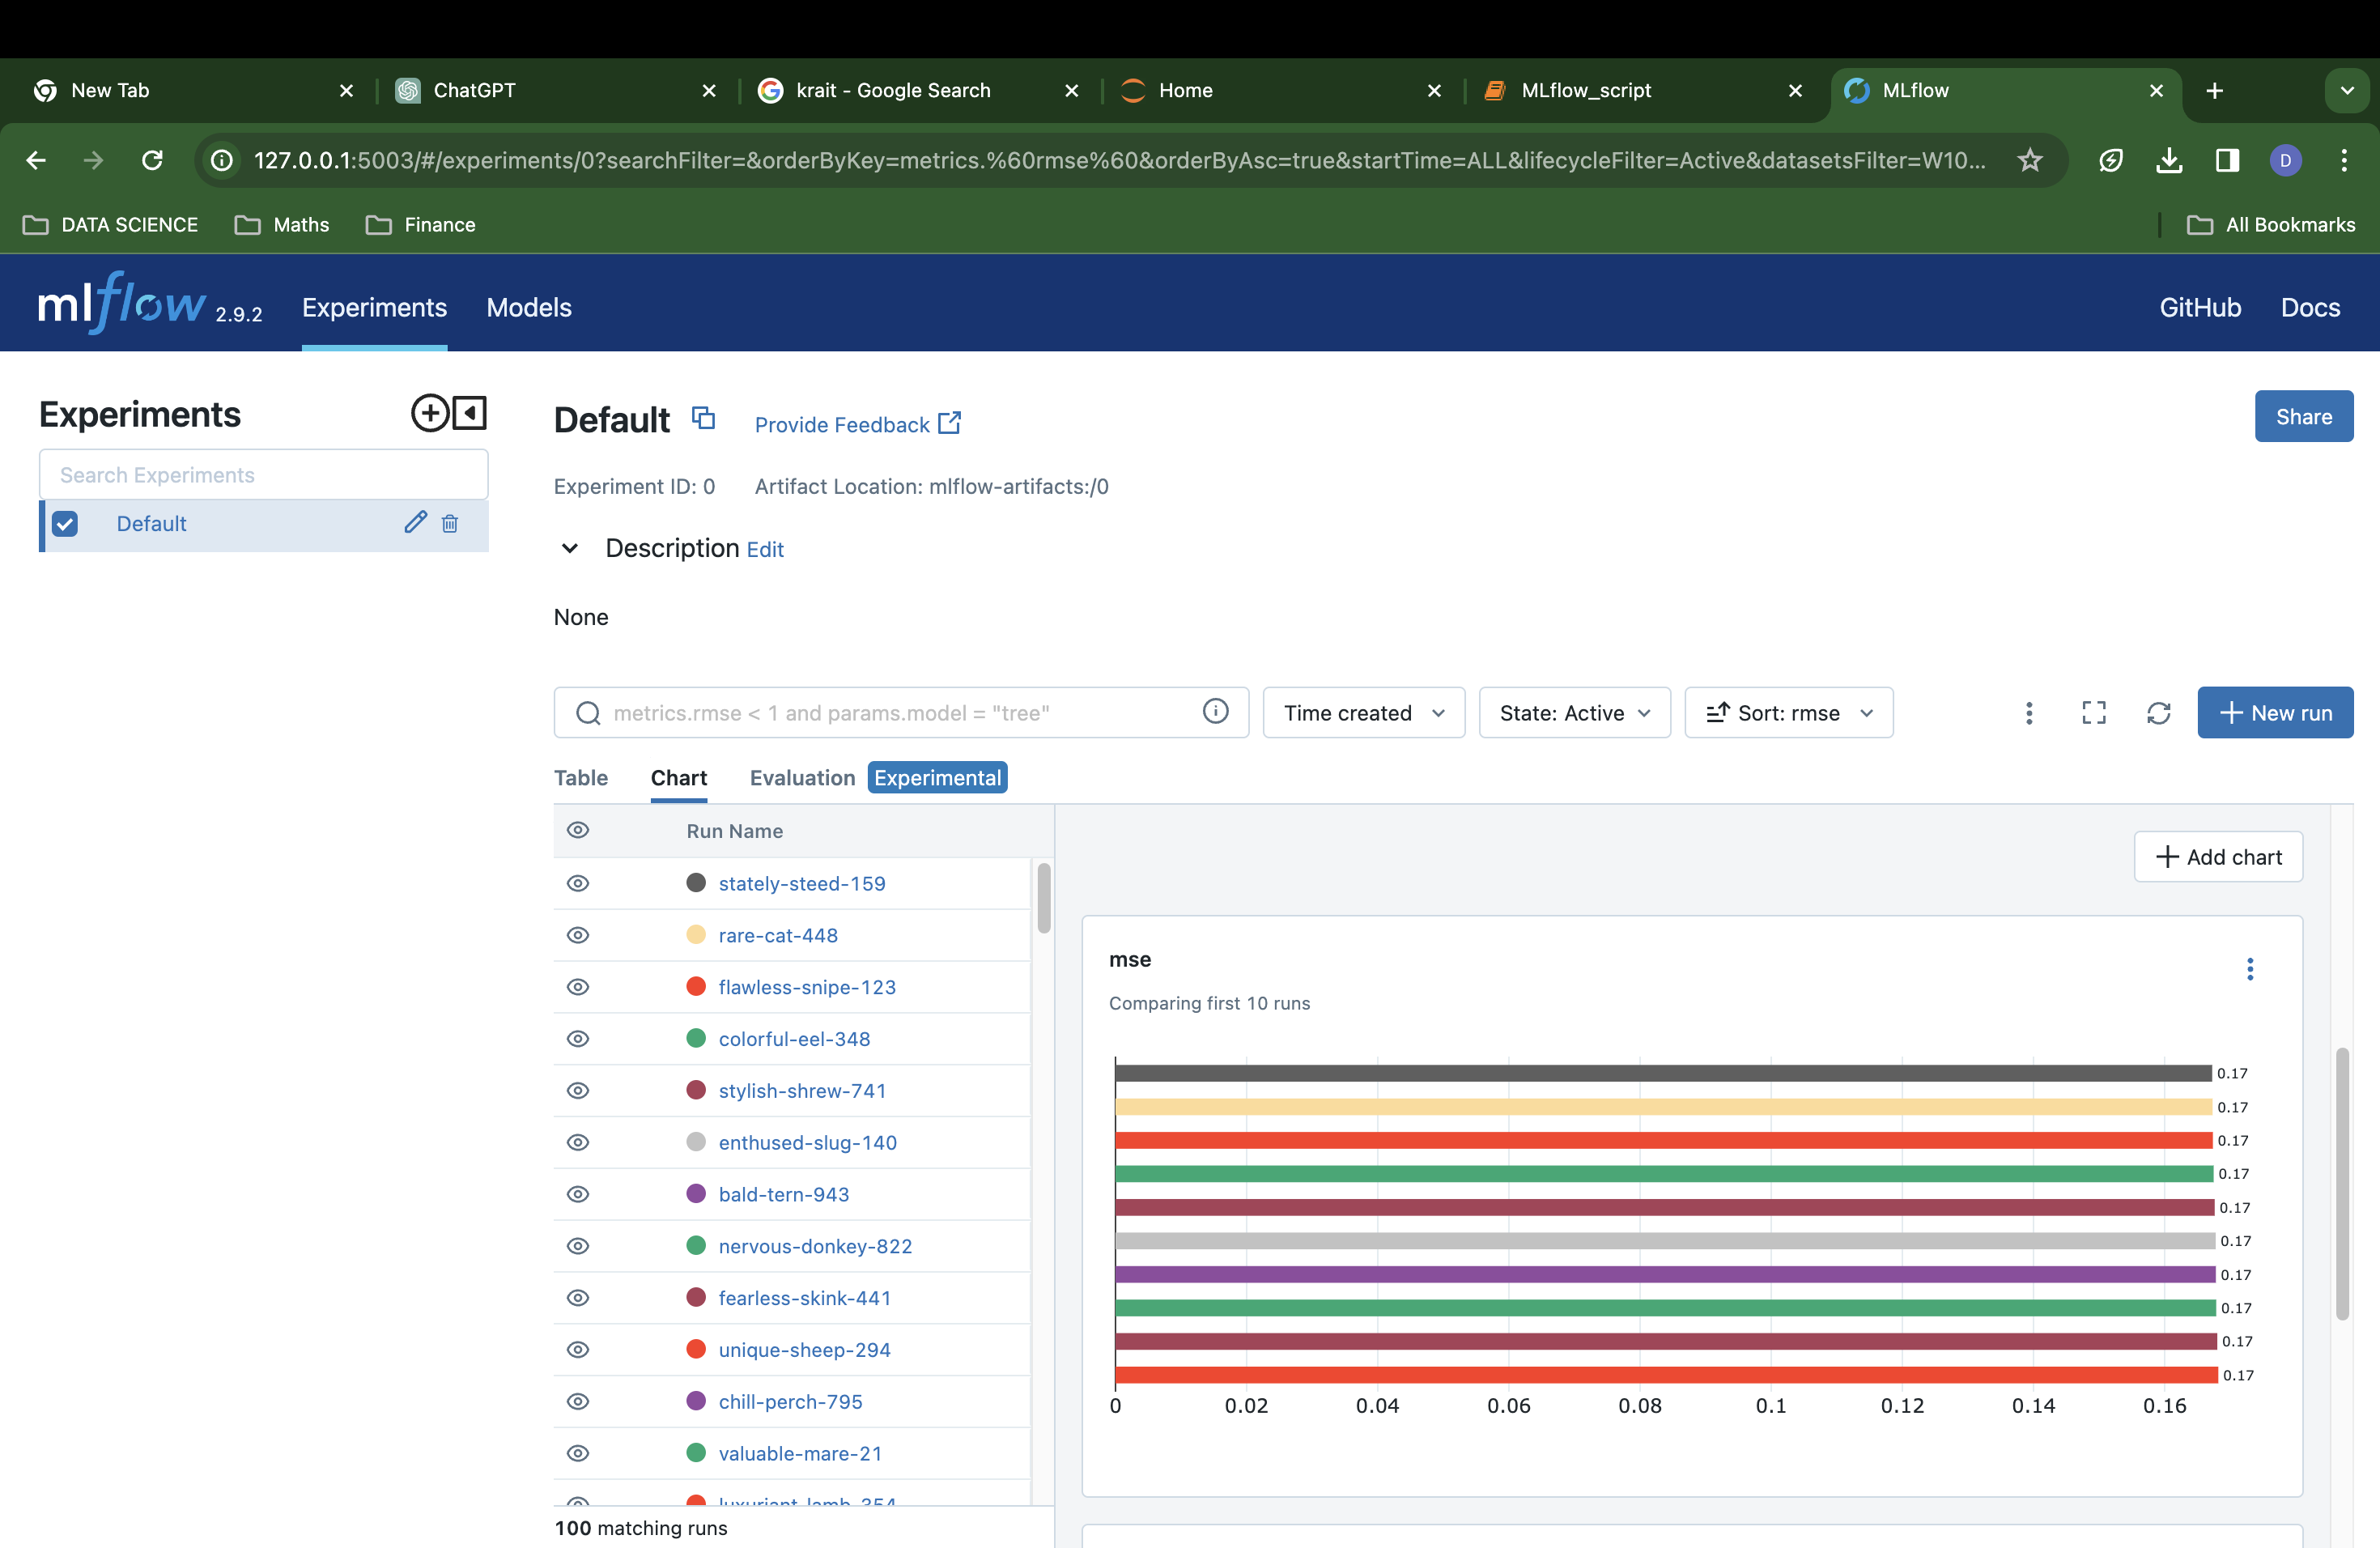 New Tab
ChatGPT
krait - Google Search
Home
MLflow_script
MLflow
127.0.0.1:5003/#/experiments/0?searchFilter=&orderByKey=metrics.%60rmse%60&orderByAsc=true&startTime=ALL&lifecycleFilter=Active&datasetsFilter=W10...
D
DATA SCIENCE
Maths
Finance
All Bookmarks
mlflow 2.9.2
Experiments
Models
GitHub
Docs
Experiments
Search Experiments
Default
Default
Provide Feedback
Share
Experiment ID: 0
Artifact Location: mlflow-artifacts:/0
Description Edit
None
metrics.rmse < 1 and params.model = "tree"
Time created
State: Active
Sort: rmse
New run
Table
Chart
Evaluation
Experimental
Run Name
stately-steed-159
rare-cat-448
flawless-snipe-123
colorful-eel-348
stylish-shrew-741
enthused-slug-140
bald-tern-943
nervous-donkey-822
fearless-skink-441
unique-sheep-294
chill-perch-795
valuable-mare-21
luxuriant-lamb-354
100 matching runs
Add chart
mse
Comparing first 10 runs
0.17
0.17
0.17
0.17
0.17
0.17
0.17
0.17
0.17
0.17
0 0.02 0.04 0.06 0.08 0.1 0.12 0.14 0.16